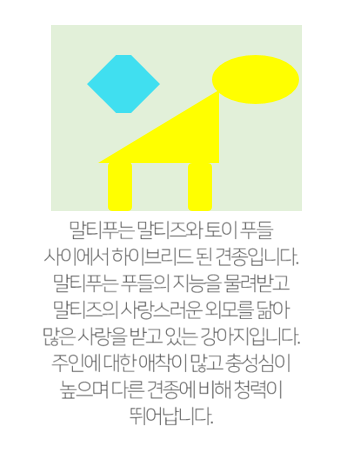 말티푸는 말티즈와 토이 푸들
사이에서 하이브리드 된 견종입니다.
말티푸는 푸들의 지능을 물려받고
말티즈의 사랑스러운 외모를 닮아
많은 사랑을 받고 있는 강아지입니다.
주인에 대한 애착이 많고 충성심이
높으며 다른 견종에 비해 청력이
뛰어납니다.